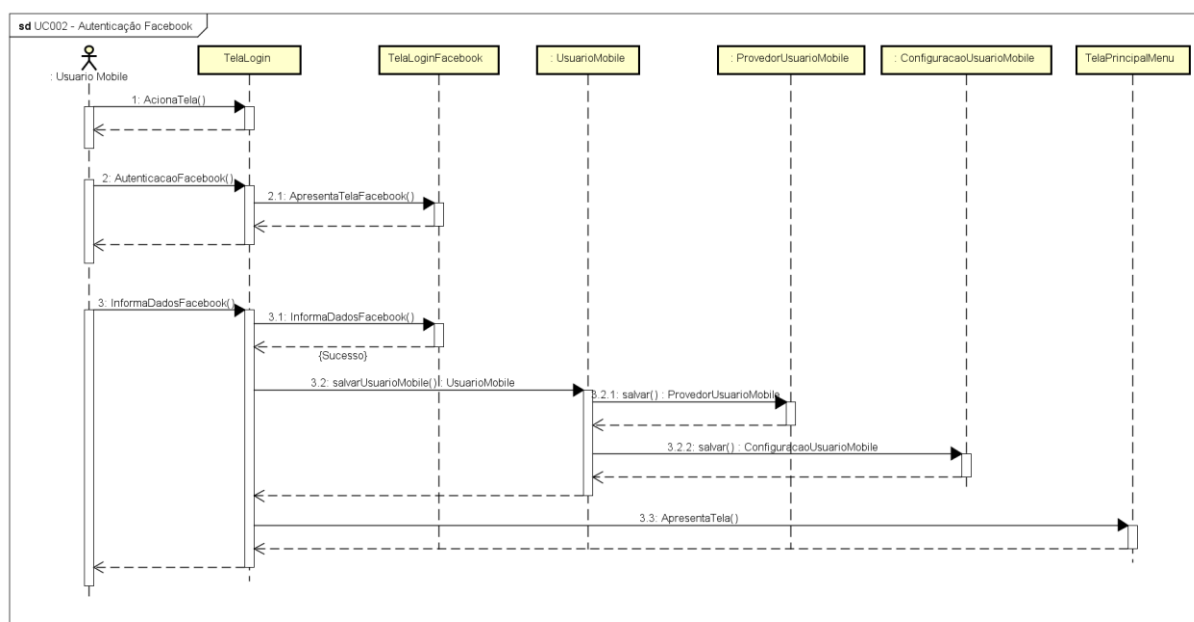 sd UC002 - Autenticação Facebook
: Usuario Mobile
TelaLogin
TelaLoginFacebook
: UsuarioMobile
: ProvedorUsuarioMobile
: ConfiguracaoUsuarioMobile
TelaPrincipalMenu
1: AcionaTela()
2: AutenticacaoFacebook()
2.1: ApresentaTelaFacebook()
3: InformaDadosFacebook()
3.1: InformaDadosFacebook()
{Sucesso}
3.2: salvarUsuarioMobile() : UsuarioMobile
3.2.1: salvar() : ProvedorUsuarioMobile
3.2.2: salvar() : ConfiguracaoUsuarioMobile
3.3: ApresentaTela()